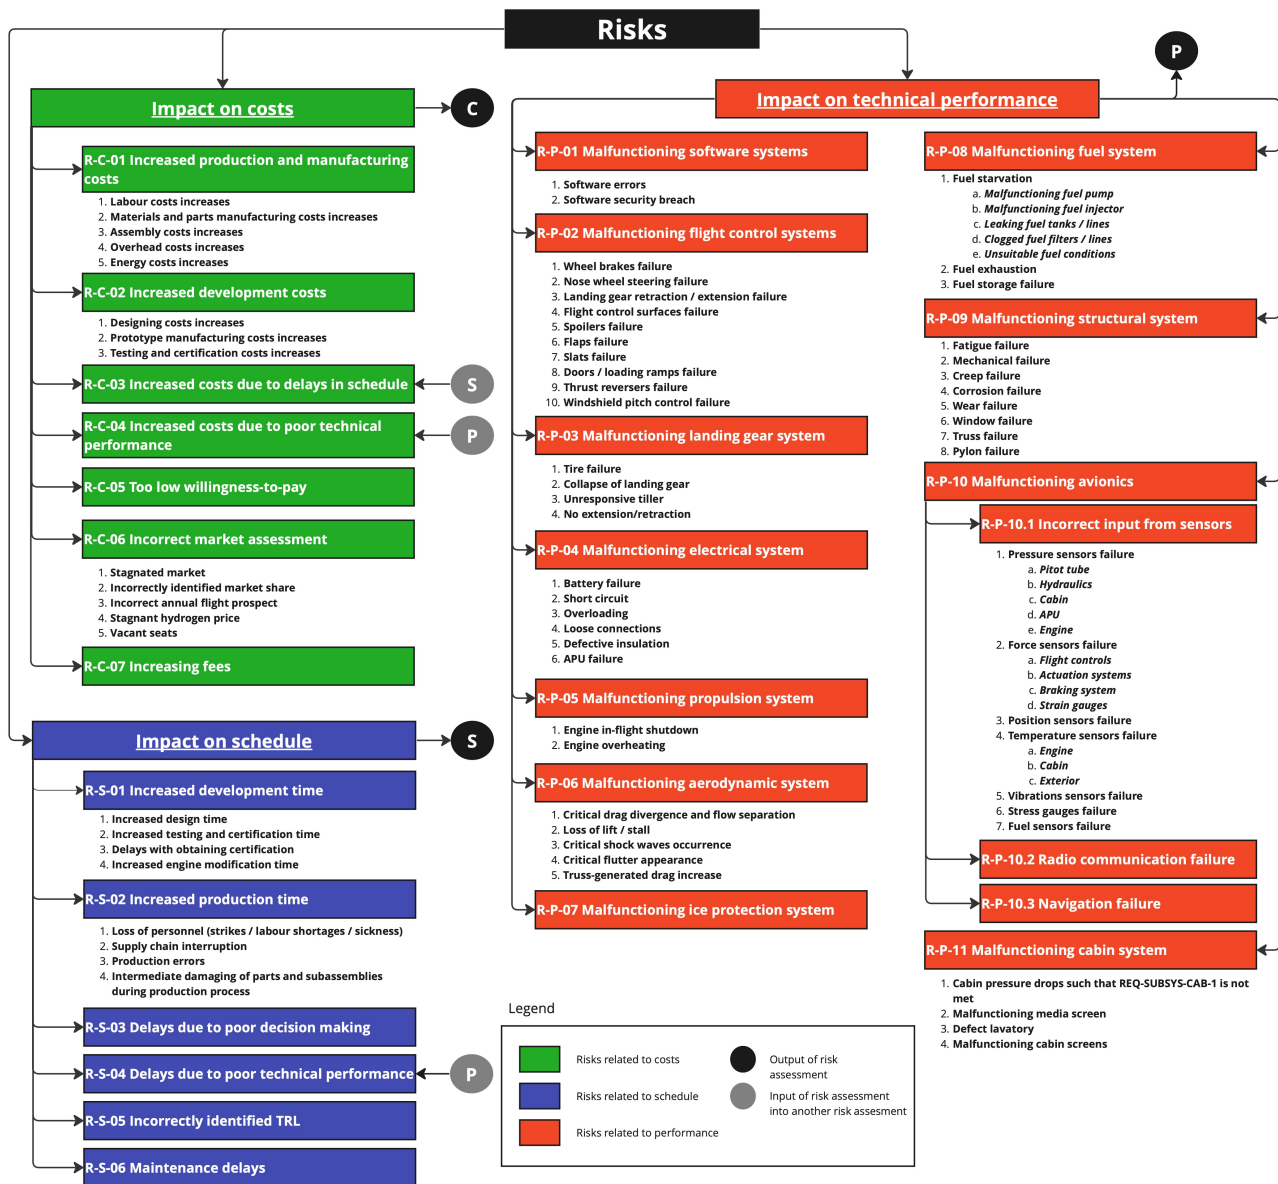 Risks
P
Impact on costs
C
R-C-01 Increased production and manufacturing
costs
1. Labour costs increases
2. Materials and parts manufacturing costs increases
3. Assembly costs increases
4. Overhead costs increases
5. Energy costs increases
R-C-02 Increased development costs
1. Designing costs increases
2. Prototype manufacturing costs increases
3. Testing and certification costs increases
R-C-03 Increased costs due to delays in schedule
S
R-C-04 Increased costs due to poor technical
performance
P
R-C-05 Too low willingness-to-pay
R-C-06 Incorrect market assessment
1. Stagnated market
2. Incorrectly identified market share
3. Incorrect annual flight prospect
4. Stagnant hydrogen price
5. Vacant seats
R-C-07 Increasing fees
Impact on schedule
S
R-S-01 Increased development time
1. Increased design time
2. Increased testing and certification time
3. Delays with obtaining certification
4. Increased engine modification time
R-S-02 Increased production time
1. Loss of personnel (strikes / labour shortages / sickness)
2. Supply chain interruption
3. Production errors
4. Intermediate damaging of parts and subassemblies
during production process
R-S-03 Delays due to poor decision making
R-S-04 Delays due to poor technical performance
P
R-S-05 Incorrectly identified TRL
R-S-06 Maintenance delays
Impact on technical performance
R-P-01 Malfunctioning software systems
1. Software errors
2. Software security breach
R-P-02 Malfunctioning flight control systems
1. Wheel brakes failure
2. Nose wheel steering failure
3. Landing gear retraction / extension failure
4. Flight control surfaces failure
5. Spoilers failure
6. Flaps failure
7. Slats failure
8. Doors / loading ramps failure
9. Thrust reversers failure
10. Windshield pitch control failure
R-P-03 Malfunctioning landing gear system
1. Tire failure
2. Collapse of landing gear
3. Unresponsive tiller
4. No extension/retraction
R-P-04 Malfunctioning electrical system
1. Battery failure
2. Short circuit
3. Overloading
4. Loose connections
5. Defective insulation
6. APU failure
R-P-05 Malfunctioning propulsion system
1. Engine in-flight shutdown
2. Engine overheating
R-P-06 Malfunctioning aerodynamic system
1. Critical drag divergence and flow separation
2. Loss of lift / stall
3. Critical shock waves occurrence
4. Critical flutter appearance
5. Truss-generated drag increase
R-P-07 Malfunctioning ice protection system
R-P-08 Malfunctioning fuel system
1. Fuel starvation
a. Malfunctioning fuel pump
b. Malfunctioning fuel injector
c. Leaking fuel tanks / lines
d. Clogged fuel filters / lines
e. Unsuitable fuel conditions
2. Fuel exhaustion
3. Fuel storage failure
R-P-09 Malfunctioning structural system
1. Fatigue failure
2. Mechanical failure
3. Creep failure
4. Corrosion failure
5. Wear failure
6. Window failure
7. Truss failure
8. Pylon failure
R-P-10 Malfunctioning avionics
R-P-10.1 Incorrect input from sensors
1. Pressure sensors failure
a. Pitot tube
b. Hydraulics
c. Cabin
d. APU
e. Engine
2. Force sensors failure
a. Flight controls
b. Actuation systems
c. Braking system
d. Strain gauges
3. Position sensors failure
4. Temperature sensors failure
a. Engine
b. Cabin
c. Exterior
5. Vibrations sensors failure
6. Stress gauges failure
7. Fuel sensors failure
R-P-10.2 Radio communication failure
R-P-10.3 Navigation failure
R-P-11 Malfunctioning cabin system
1. Cabin pressure drops such that REQ-SUBSYS-CAB-1 is not
met
2. Malfunctioning media screen
3. Defect lavatory
4. Malfunctioning cabin screens
Legend
Risks related to costs
Risks related to schedule
Risks related to performance
Output of risk
assessment
Input of risk assessment
into another risk assesment